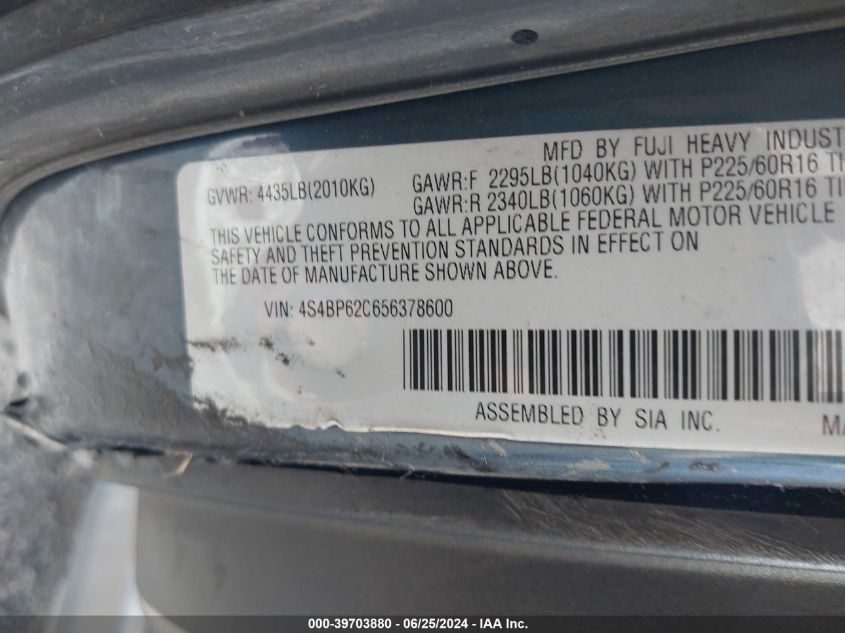 MFD BY FUJI HEAVY INDUST
GVWR: 4435LB(2010KG) GAWR:F 2295LB(1040KG) WITH P225/60R16
GAWR:R 2340LB(1060KG) WITH P225/60R16
THIS VEHICLE CONFORMS TO ALL APPLICABLE FEDERAL MOTOR VEHICLE
SAFETY AND THEFT PREVENTION STANDARDS IN EFFECT ON
THE DATE OF MANUFACTURE SHOWN ABOVE.
VIN: 4S4BP62C656378600
ASSEMBLED BY SIA INC.
000-39703880 - 06/25/2024 - IAA Inc.